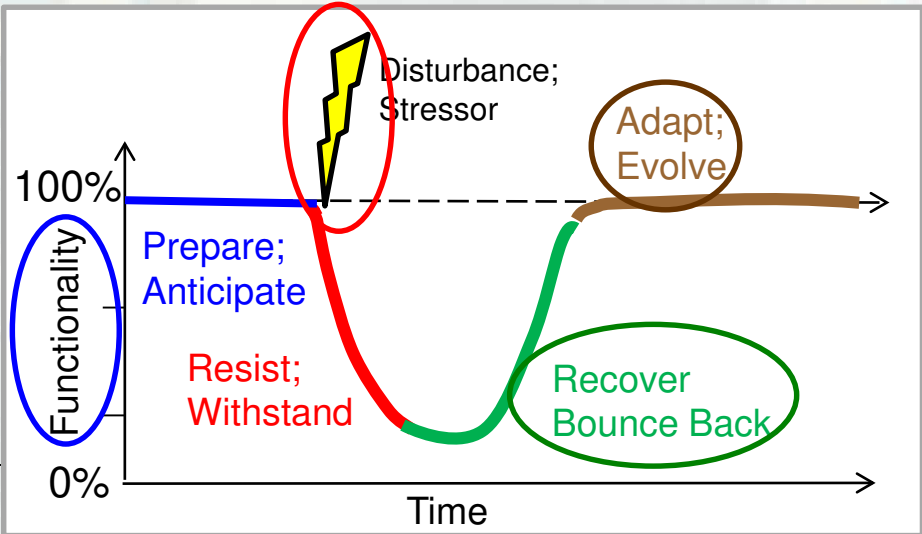 Disturbance;
Stressor
Adapt;
Evolve
100%
Prepare;
Anticipate
Functionality
Resist;
Withstand
Recover
Bounce Back
0%
Time